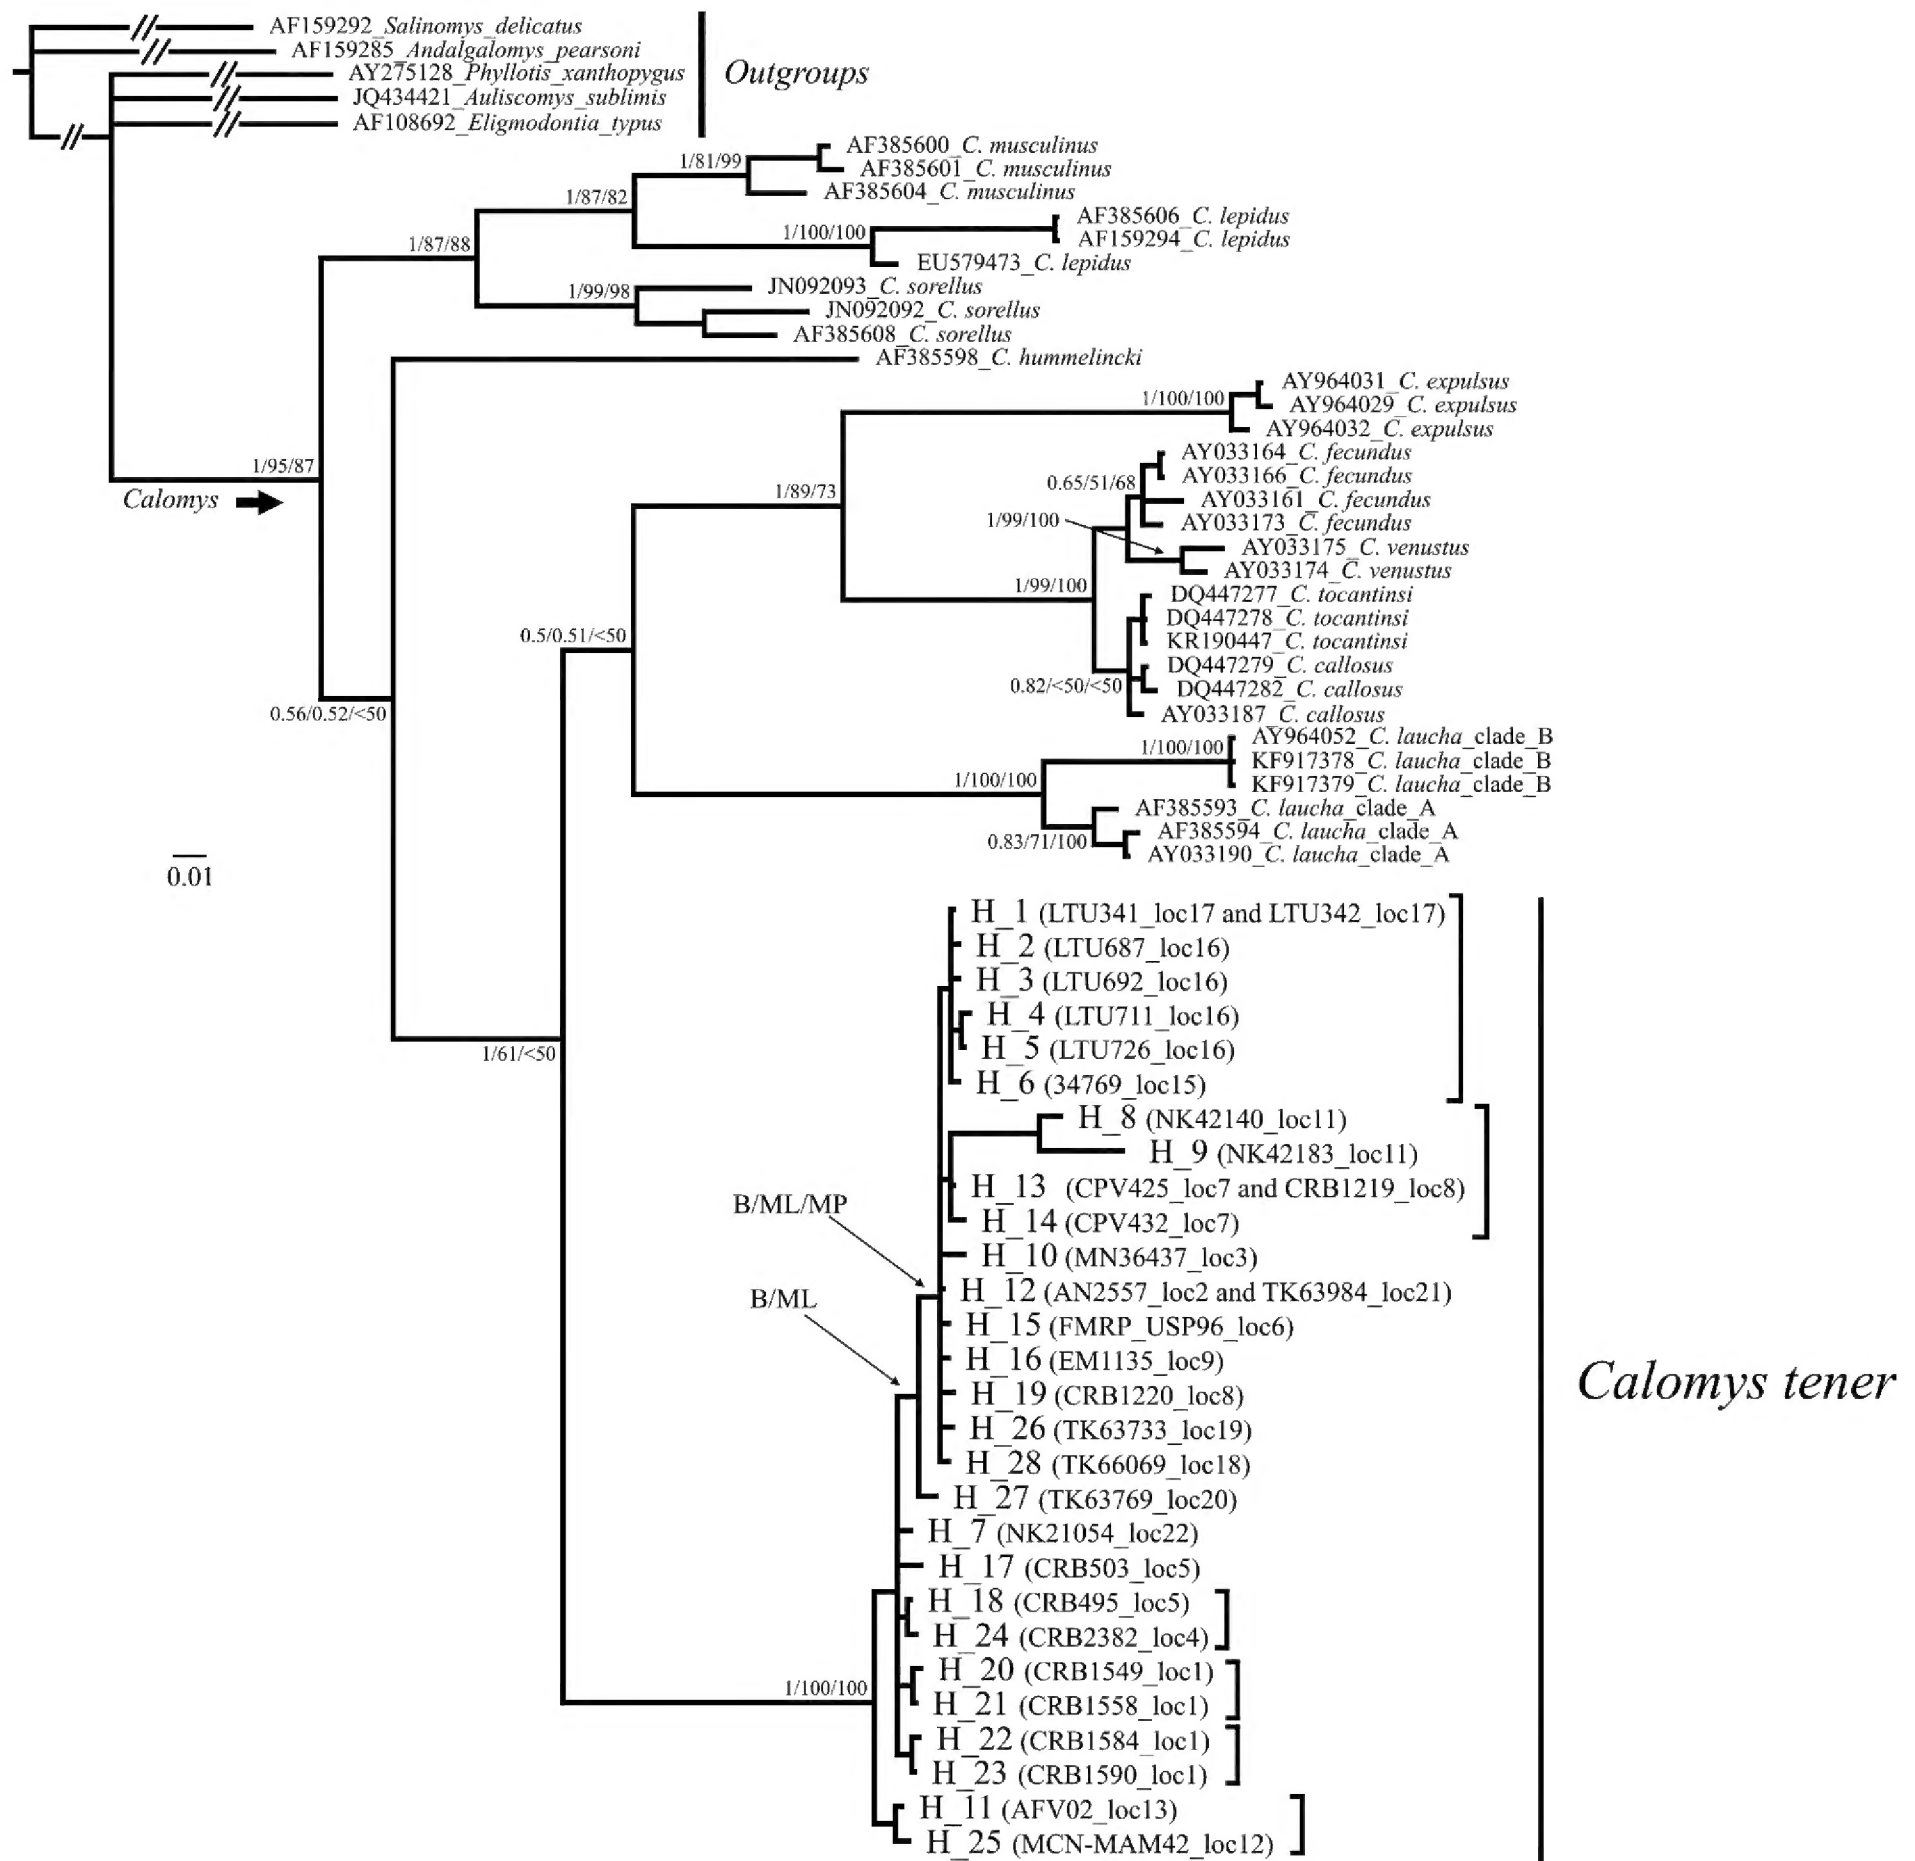 AF159292_Salinomys_delicatus
AF159285_Andalgalomys_pearsoni
AY275128_Phyllotis_xanthopygus
Outgroups
JQ434421_Auliscomys_sublimis
AF108692_Eligmodontia_typus
AF385600_C. musculinus
1/81/99
AF385601_C. musculinus
AF385604_C. musculinus
1/87/82
AF385606_C. lepidus
1/100/100
AF159294_C. lepidus
1/87/88
EU579473_C. lepidus
JN092093_C. sorellus
1/99/98
JN092092_C. sorellus
AF385608_C. sorellus
AF385598_C. hummelincki
AY964031_C. expulsus
1/100/100
AY964029_C. expulsus
AY964032_C. expulsus
AY033164_C. fecundus
1/95/87
AY033166_C. fecundus
0.65/51/68
1/89/73
Calomys
AY033161_C. fecundus
1/99/100
AY033173_C. fecundus
AY033175_C. venustus
AY033174_C. venustus
1/99/100
DQ447277_C. tocantinsi
DQ447278_C. tocantinsi
0.5/0.51/<50
KR190447_C. tocantinsi
DQ447279_C. callosus
0.82/<50/<50
DQ447282_C. callosus
0.56/0.52/<50
AY033187_C. callosus
AY964052_C. laucha_clade_B
1/100/100
KF917378_C. laucha_clade_B
1/100/100
KF917379_C. laucha_clade_B
AF385593_C. laucha_clade_A
AF385594_C. laucha_clade_A
0.83/71/100
AY033190_C. laucha_clade_A
0.01
H_1 (LTU341_loc17 and LTU342_loc17)
H_2 (LTU687_loc16)
H_3 (LTU692_loc16)
H_4 (LTU711_loc16)
H_5 (LTU726_loc16)
1/61/<50
H_6 (34769_loc15)
H_8 (NK42140_loc11)
H_9 (NK42183_loc11)
H_13 (CPV425_loc7 and CRB1219_loc8)
B/ML/MP
H_14 (CPV432_loc7)
H_10 (MN36437_loc3)
H_12 (AN2557_loc2 and TK63984_loc21)
B/ML
H_15 (FMRP_USP96_loc6)
H_16 (EM1135_loc9)
Calomys tener
H_19 (CRB1220_loc8)
H_26 (TK63733_loc19)
H_28 (TK66069_loc18)
H_27 (TK63769_loc20)
H_7 (NK21054_loc22)
H_17 (CRB503_loc5)
H_18 (CRB495_loc5)
H_24 (CRB2382_loc4)
H_20 (CRB1549_loc1)
1/100/100
H_21 (CRB1558_loc1)
H_22 (CRB1584_loc1)
H_23 (CRB1590_loc1)
H_11 (AFV02_loc13)
H_25 (MCN-MAM42_loc12)